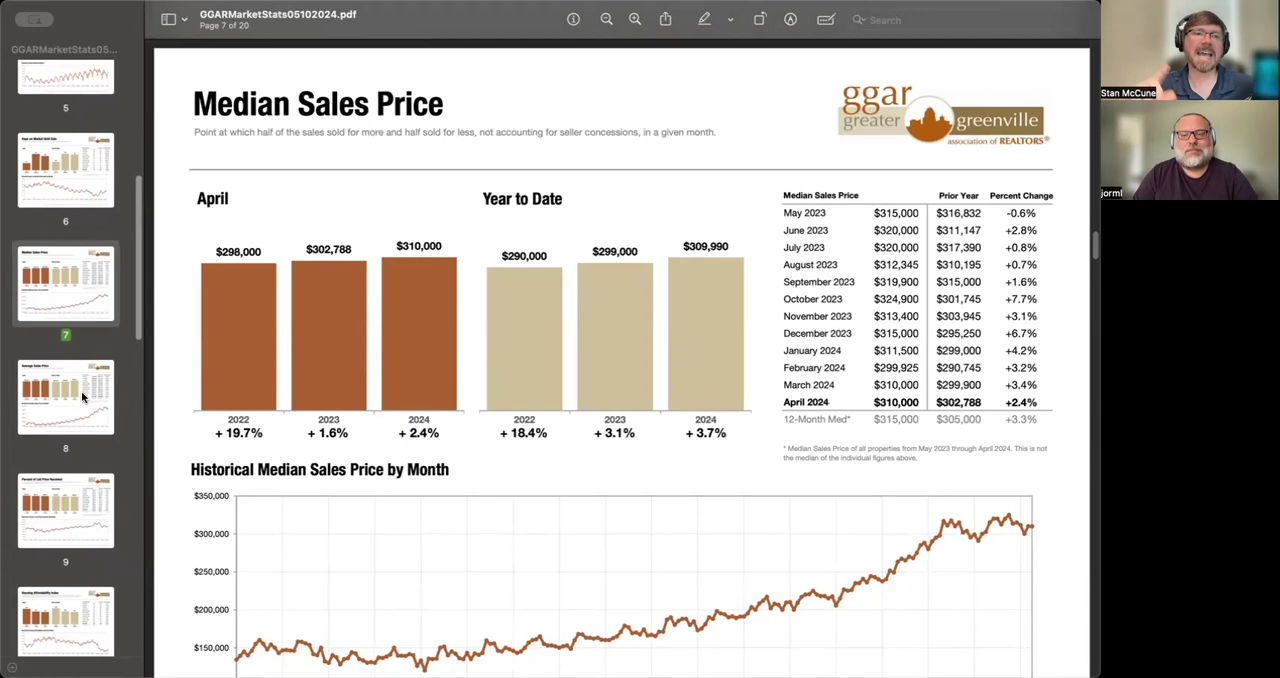 GGARMarketStats05102024.pdf
Page 7 of 20
Search
GGARMarketStats05...
5
6
7
8
9
Median Sales Price
Point at which half of the sales sold for more and half sold for less, not accounting for seller concessions, in a given month.
ggar
greater greenville
association of REALTORS®
April
$298,000 $302,788 $310,000
2022 2023 2024
+ 19.7% + 1.6% + 2.4%
Year to Date
$290,000 $299,000 $309,990
2022 2023 2024
+ 18.4% + 3.1% + 3.7%
Median Sales Price Prior Year Percent Change
May 2023 $315,000 $316,832 -0.6%
June 2023 $320,000 $311,147 +2.8%
July 2023 $320,000 $317,390 +0.8%
August 2023 $312,345 $310,195 +0.7%
September 2023 $319,900 $315,000 +1.6%
October 2023 $324,900 $301,745 +7.7%
November 2023 $313,400 $303,945 +3.1%
December 2023 $315,000 $295,250 +6.7%
January 2024 $311,500 $299,000 +4.2%
February 2024 $299,925 $290,745 +3.2%
March 2024 $310,000 $299,900 +3.4%
April 2024 $310,000 $302,788 +2.4%
12-Month Med* $315,000 $305,000 +3.3%
* Median Sales Price of all properties from May 2023 through April 2024. This is not
the median of the individual figures above.
Historical Median Sales Price by Month
$350,000
$300,000
$250,000
$200,000
$150,000
Stan McCune
jorml